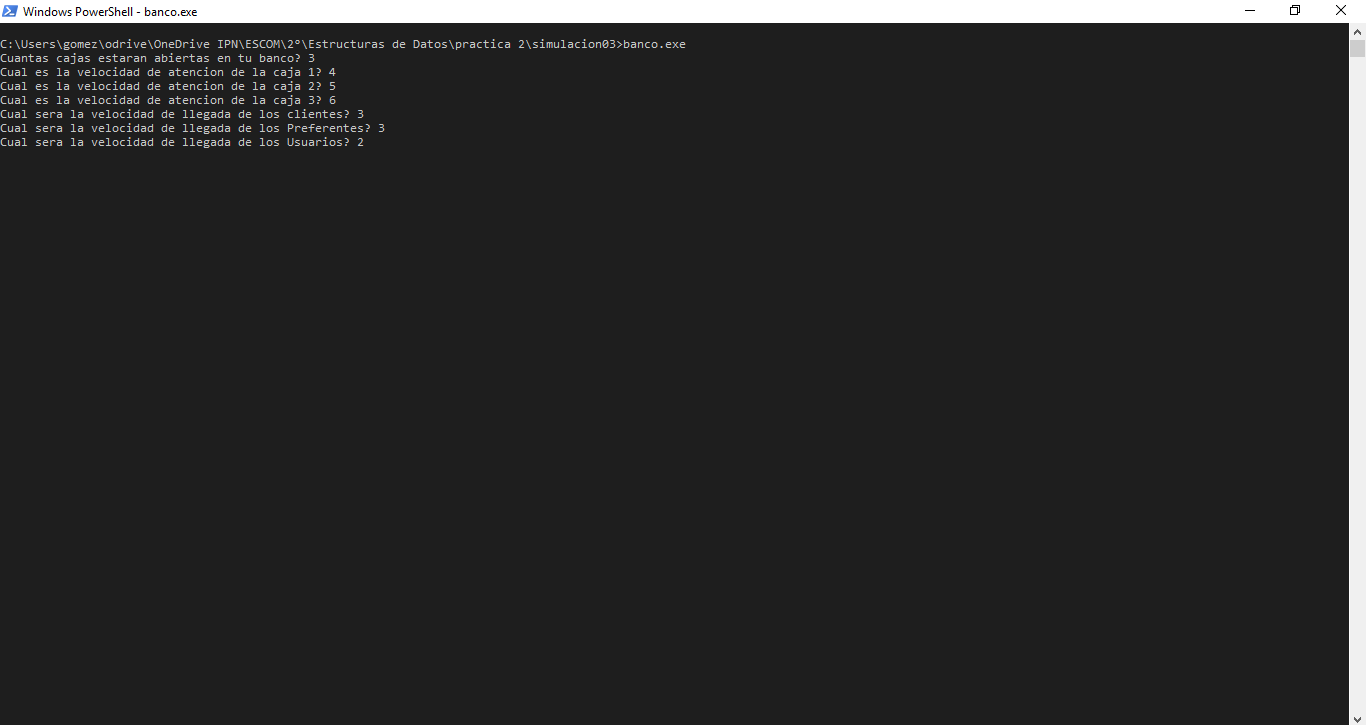 Windows PowerShell - banco.exe
C:\Users\gomez\odrive\OneDrive IPN\ESCOM\2°\Estructuras de Datos\practica 2\simulacion03>banco.exe
Cuantas cajas estaran abiertas en tu banco? 3
Cual es la velocidad de atencion de la caja 1? 4
Cual es la velocidad de atencion de la caja 2? 5
Cual es la velocidad de atencion de la caja 3? 6
Cual sera la velocidad de llegada de los clientes? 3
Cual sera la velocidad de llegada de los Preferentes? 3
Cual sera la velocidad de llegada de los Usuarios? 2